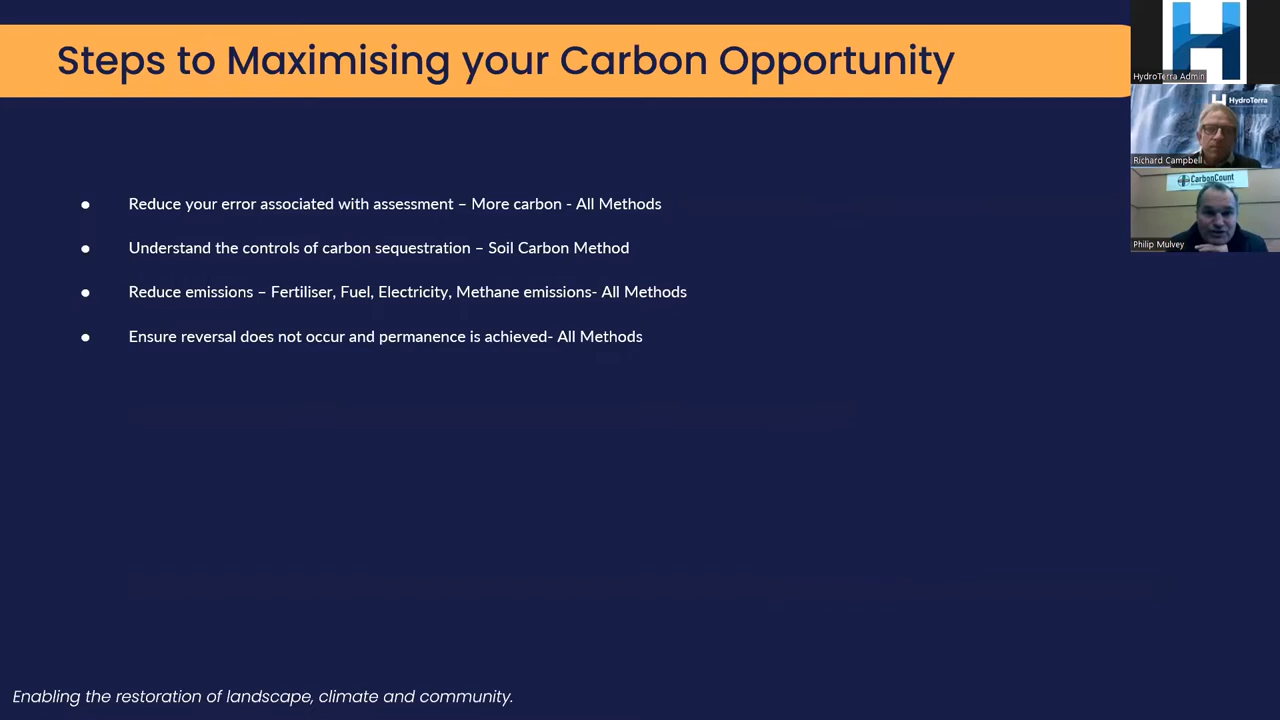 Steps to Maximising your Carbon Opportunity
HydroTerra Admin
HydroTerra
Richard Campbell
CarbonCount
Philip Mulvey
● Reduce your error associated with assessment – More carbon - All Methods
● Understand the controls of carbon sequestration – Soil Carbon Method
● Reduce emissions – Fertiliser, Fuel, Electricity, Methane emissions- All Methods
● Ensure reversal does not occur and permanence is achieved- All Methods
Enabling the restoration of landscape, climate and community.